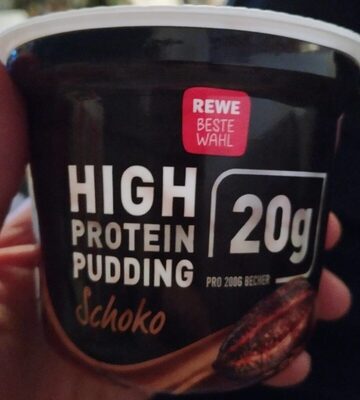 REWE
BESTE
WAHL
HIGH
PROTEIN
PUDDING
Schoko
20g
PRO 200G BECHER